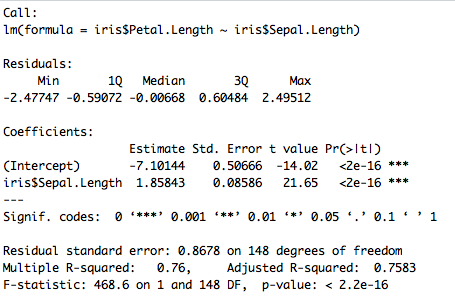 Call:
lm(formula = iris$Petal.Length ~ iris$Sepal.Length)

Residuals:
     Min       1Q   Median       3Q      Max
-2.47747 -0.59072 -0.00668  0.60484  2.49512

Coefficients:
                  Estimate Std. Error t value Pr(>|t|)
(Intercept)       -7.10144    0.50666  -14.02   <2e-16 ***
iris$Sepal.Length  1.85843    0.08586   21.65   <2e-16 ***
---
Signif. codes:  0 ‘***’ 0.001 ‘**’ 0.01 ‘*’ 0.05 ‘.’ 0.1 ‘ ’ 1

Residual standard error: 0.8678 on 148 degrees of freedom
Multiple R-squared:   0.76,	Adjusted R-squared:  0.7583
F-statistic: 468.6 on 1 and 148 DF,  p-value: < 2.2e-16